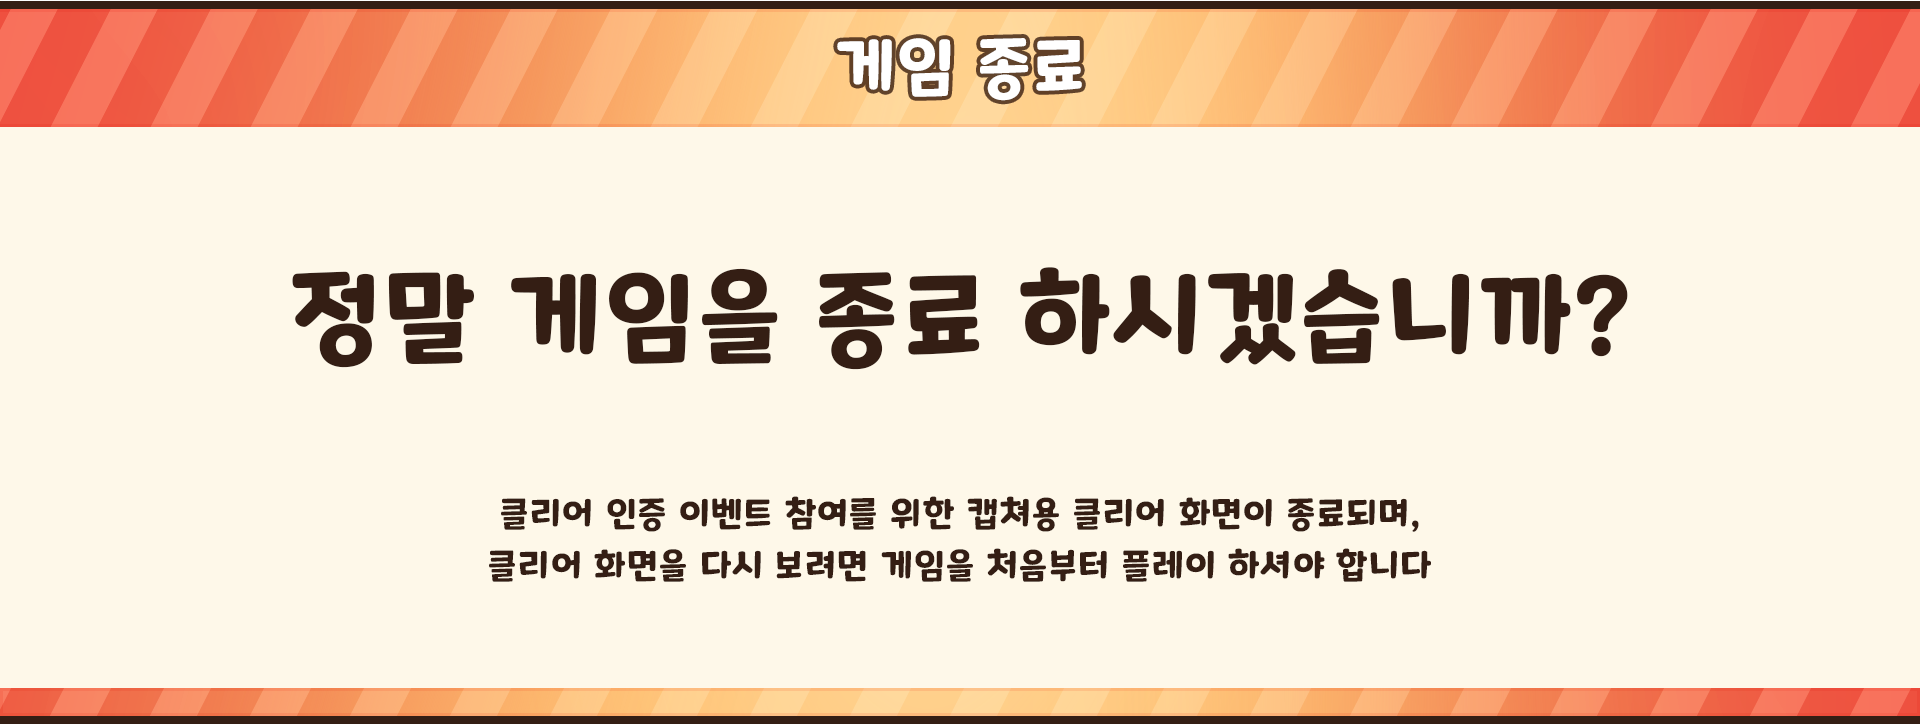 게임 종료
정말 게임을 종료 하시겠습니까?
클리어 인증 이벤트 참여를 위한 캡쳐용 클리어 화면이 종료되며,
클리어 화면을 다시 보려면 게임을 처음부터 플레이 하셔야 합니다